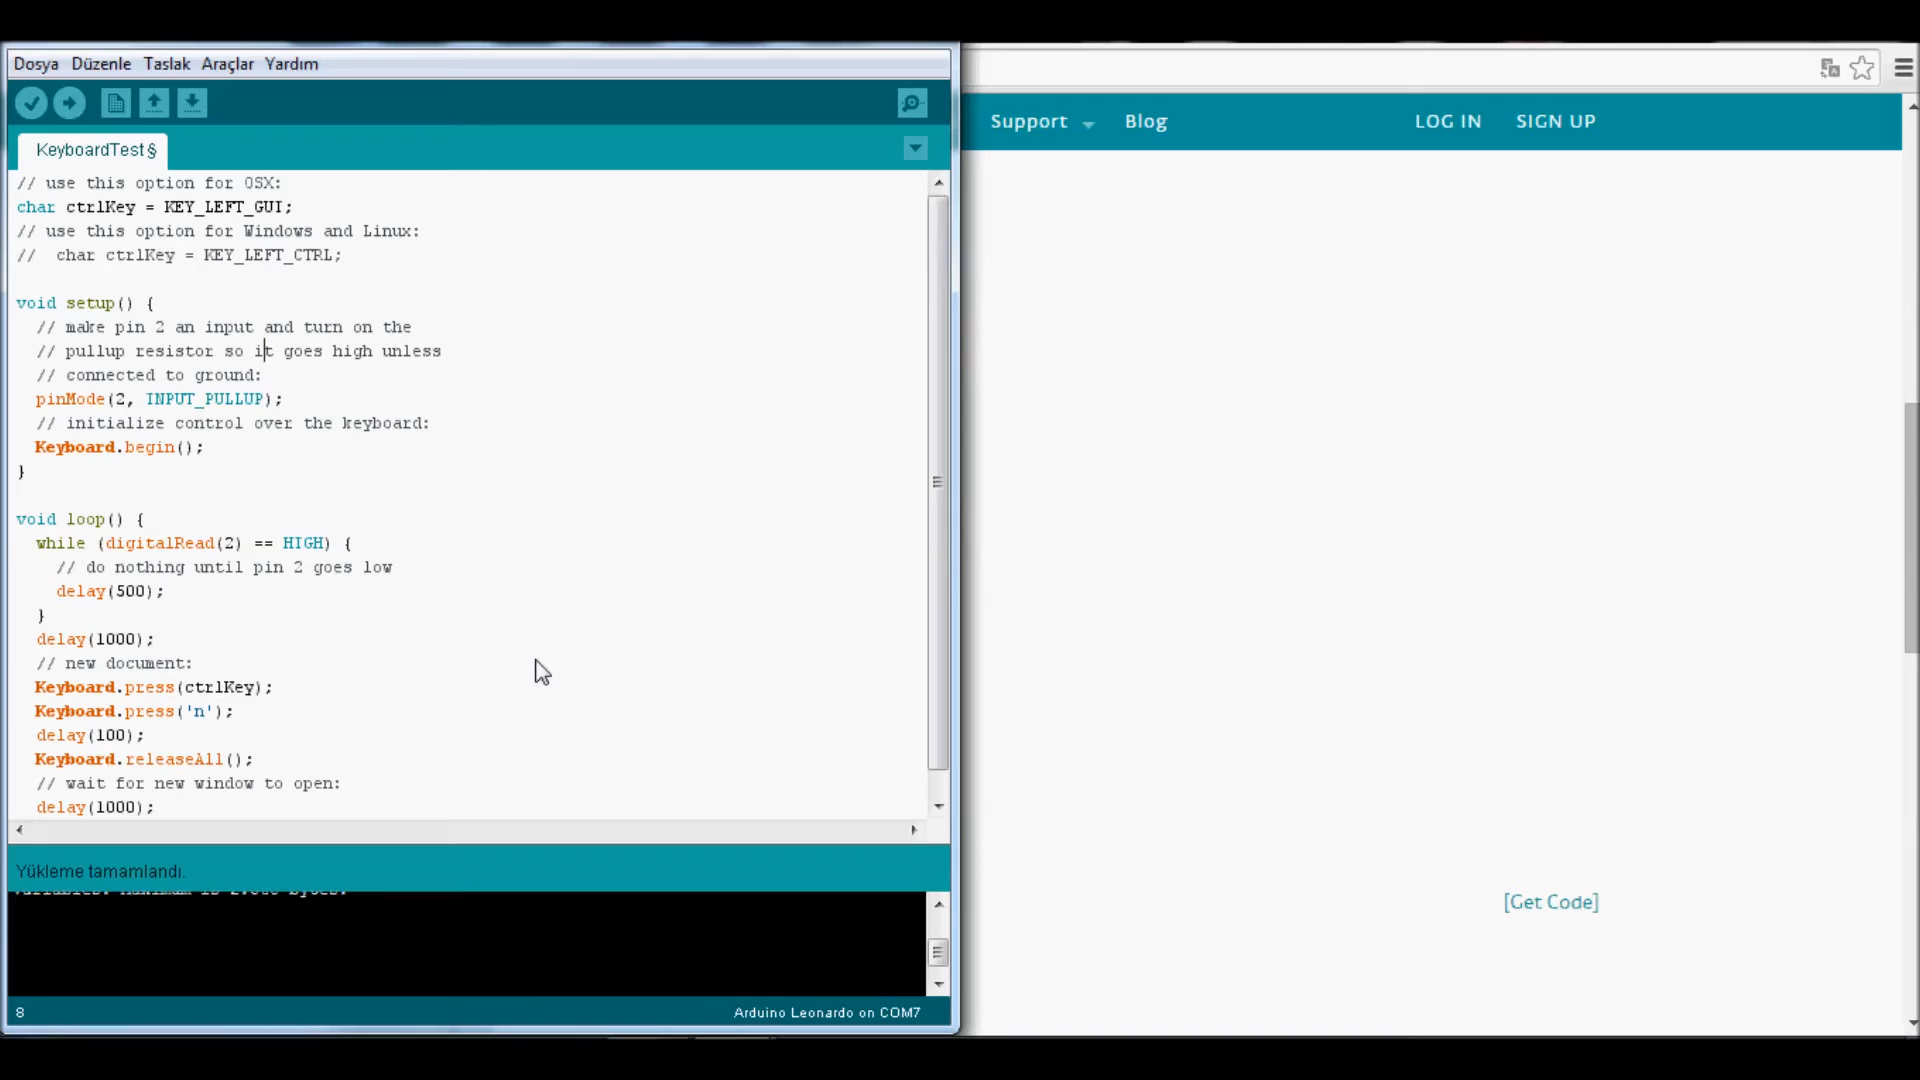 Dosya Düzenle Taslak Araçlar Yardım
KeyboardTest §
// use this option for OSX:
char ctrlKey = KEY_LEFT_GUI;
// use this option for Windows and Linux:
//  char ctrlKey = KEY_LEFT_CTRL;
void setup() {
// make pin 2 an input and turn on the
// pullup resistor so it goes high unless
// connected to ground:
pinMode(2, INPUT_PULLUP);
// initialize control over the keyboard:
Keyboard.begin();
}
void loop() {
while (digitalRead(2) == HIGH) {
// do nothing until pin 2 goes low
delay(500);
}
delay(1000);
// new document:
Keyboard.press(ctrlKey);
Keyboard.press('n');
delay(100);
Keyboard.releaseAll();
// wait for new window to open:
delay(1000);
Yükleme tamamlandı.
8
Arduino Leonardo on COM7
Support Blog LOG IN SIGN UP
[Get Code]